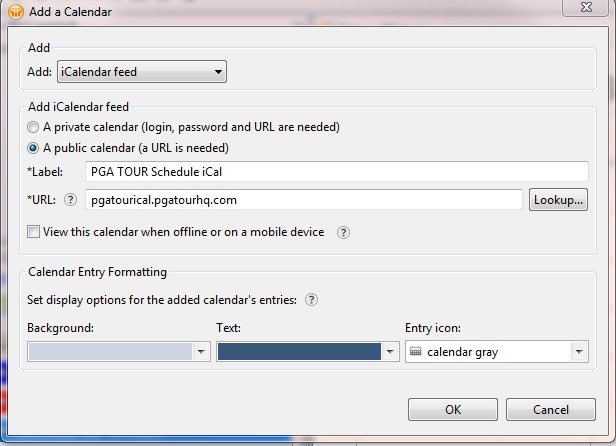 Add a Calendar
Add
Add: iCalendar feed
Add iCalendar feed
A private calendar (login, password and URL are needed)
A public calendar (a URL is needed)
*Label: PGA TOUR Schedule iCal
*URL: ? pgatourical.pgatourhq.com Lookup...
View this calendar when offline or on a mobile device ?
Calendar Entry Formatting
Set display options for the added calendar's entries: ?
Background: Text: Entry icon:
calendar gray
OK Cancel